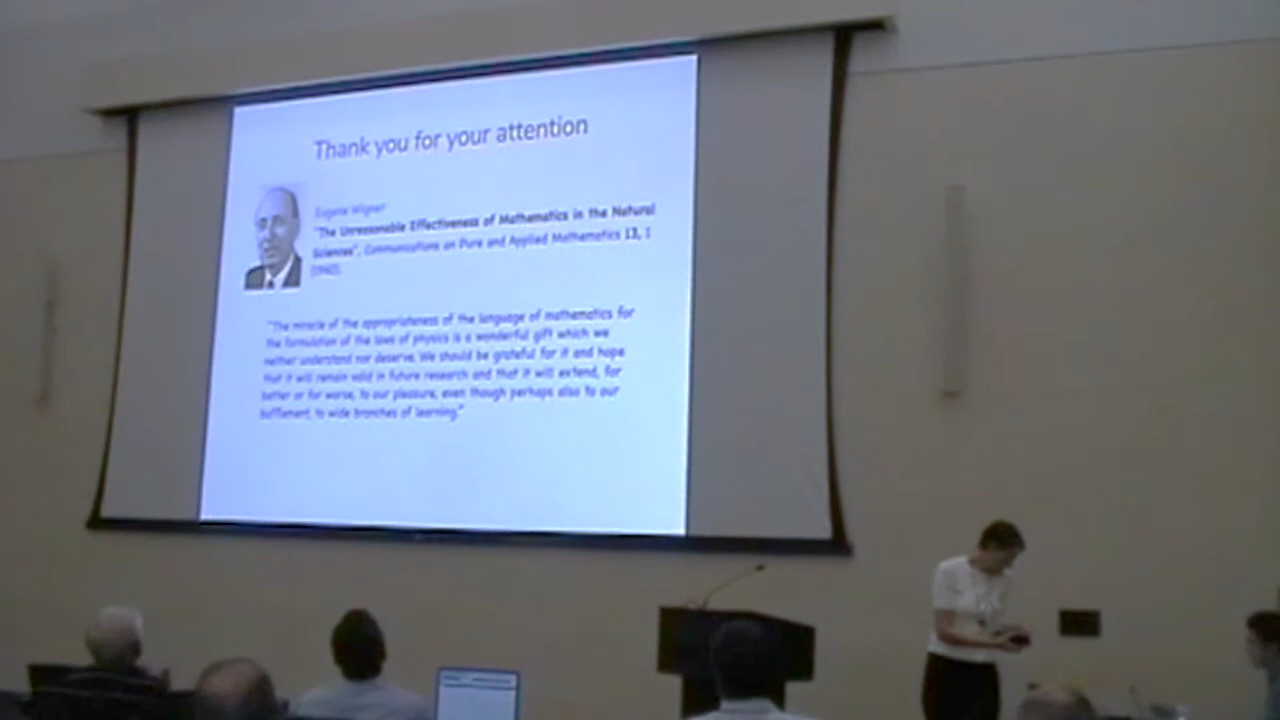 Thank you for your attention
Eugene Wigner
"The Unreasonable Effectiveness of Mathematics in the Natural
Sciences", Communications on Pure and Applied Mathematics 13, 1
"The miracle of the appropriateness of the language of mathematics for
the formulation of the laws of physics is a wonderful gift which we
neither understand nor deserve. We should be grateful for it and hope
that it will remain valid in future research and that it will extend, for
better or for worse, to our pleasure, even though perhaps also to our
bafflement, to wide branches of learning."